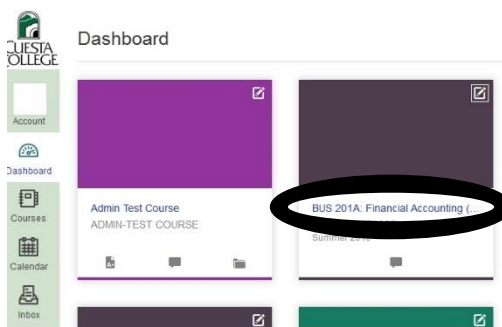 CUESTA
COLLEGE
Dashboard
Account
Dashboard
Courses
Calendar
Inbox
Admin Test Course
ADMIN-TEST COURSE
BUS 201A: Financial Accounting (...